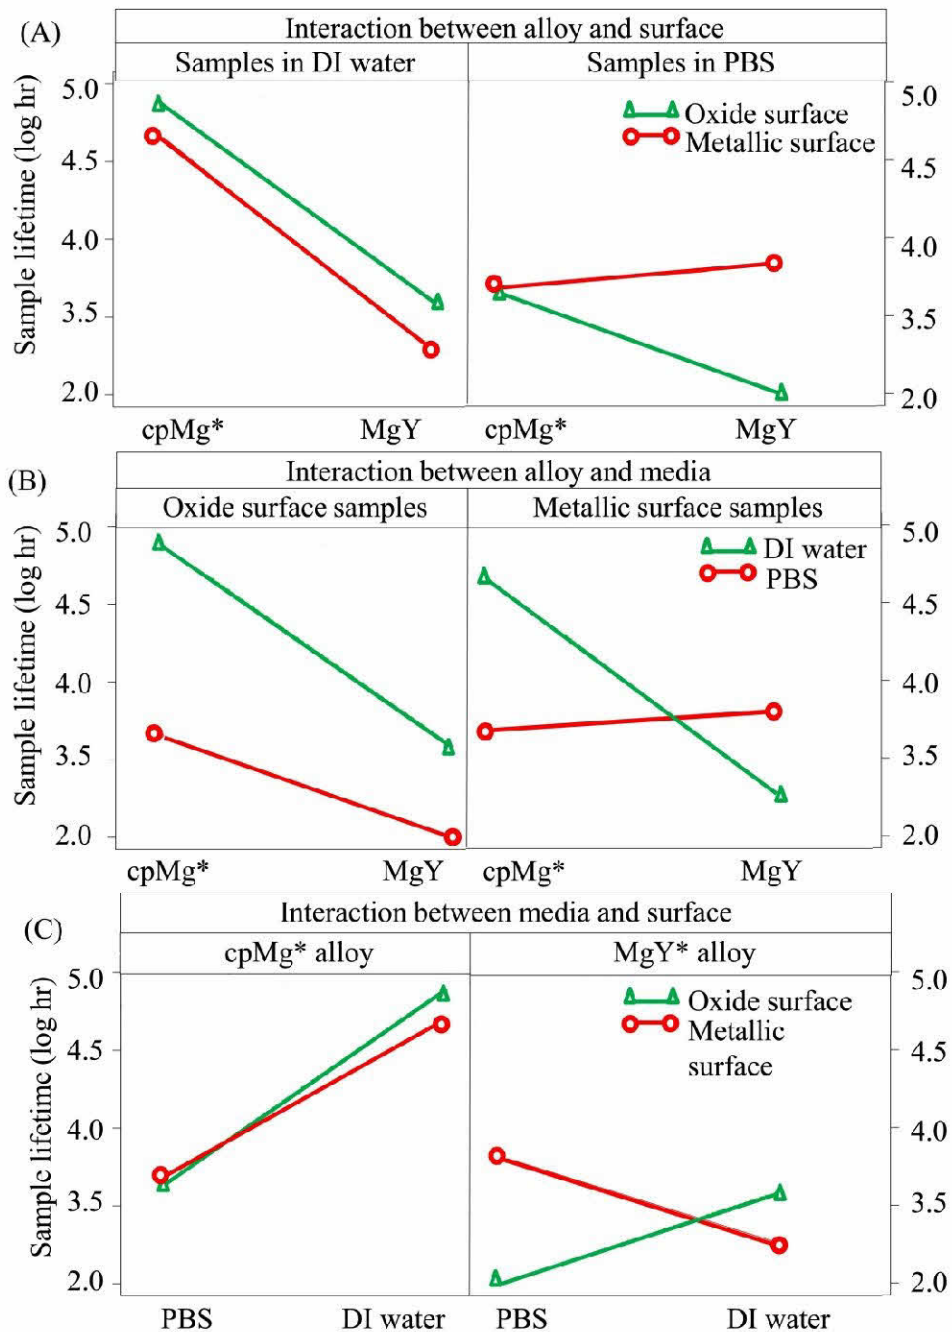 (A)
Interaction between alloy and surface
Samples in DI water
Samples in PBS
Sample lifetime (log hr)
5.0
4.5
4.0
3.5
2.0
Oxide surface
Metallic surface
5.0
4.5
4.0
3.5
2.0
cpMg*
MgY
cpMg*
MgY
(B)
Interaction between alloy and media
Oxide surface samples
Metallic surface samples
Sample lifetime (log hr)
5.0
4.5
4.0
3.5
2.0
DI water
PBS
5.0
4.5
4.0
3.5
2.0
cpMg*
MgY
cpMg*
MgY
(C)
Interaction between media and surface
cpMg* alloy
MgY* alloy
Sample lifetime (log hr)
5.0
4.5
4.0
3.5
2.0
Oxide surface
Metallic
surface
5.0
4.5
4.0
3.5
2.0
PBS
DI water
PBS
DI water